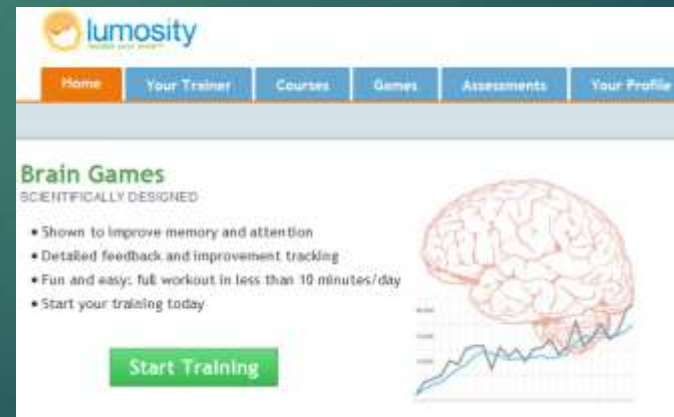 lumosity
Home Your Trainer Courses Games Assessments Your Profile
Brain Games
SCIENTIFICALLY DESIGNED
• Shown to improve memory and attention
• Detailed feedback and improvement tracking
• Fun and easy: full workout in less than 10 minutes/day
• Start your training today
Start Training